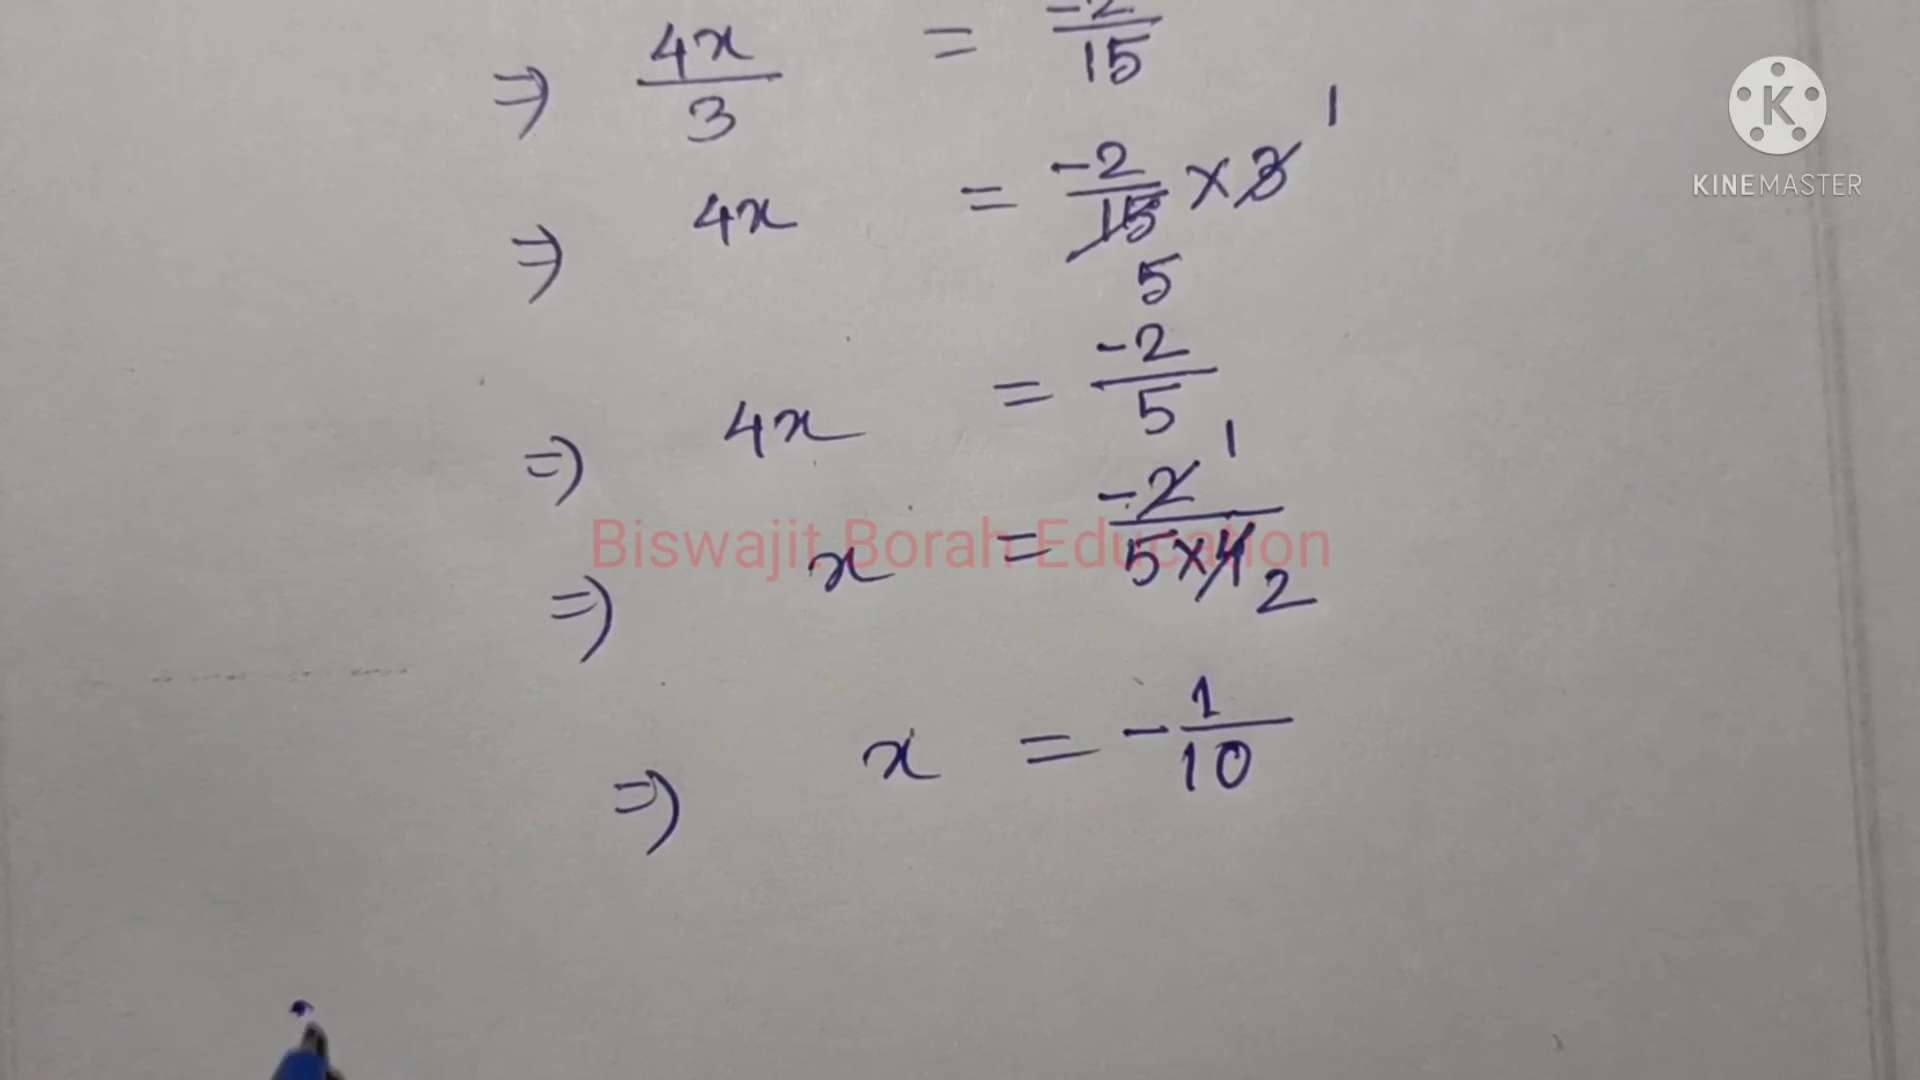 ⇒ 4x/3 = -2/15
K
KINEMASTER
⇒ 4x = -2/15 × 3 1
5
⇒ 4x = -2/5
⇒ x = -2 1/5×4 2
Biswajit Borah Education
⇒ x = -1/10